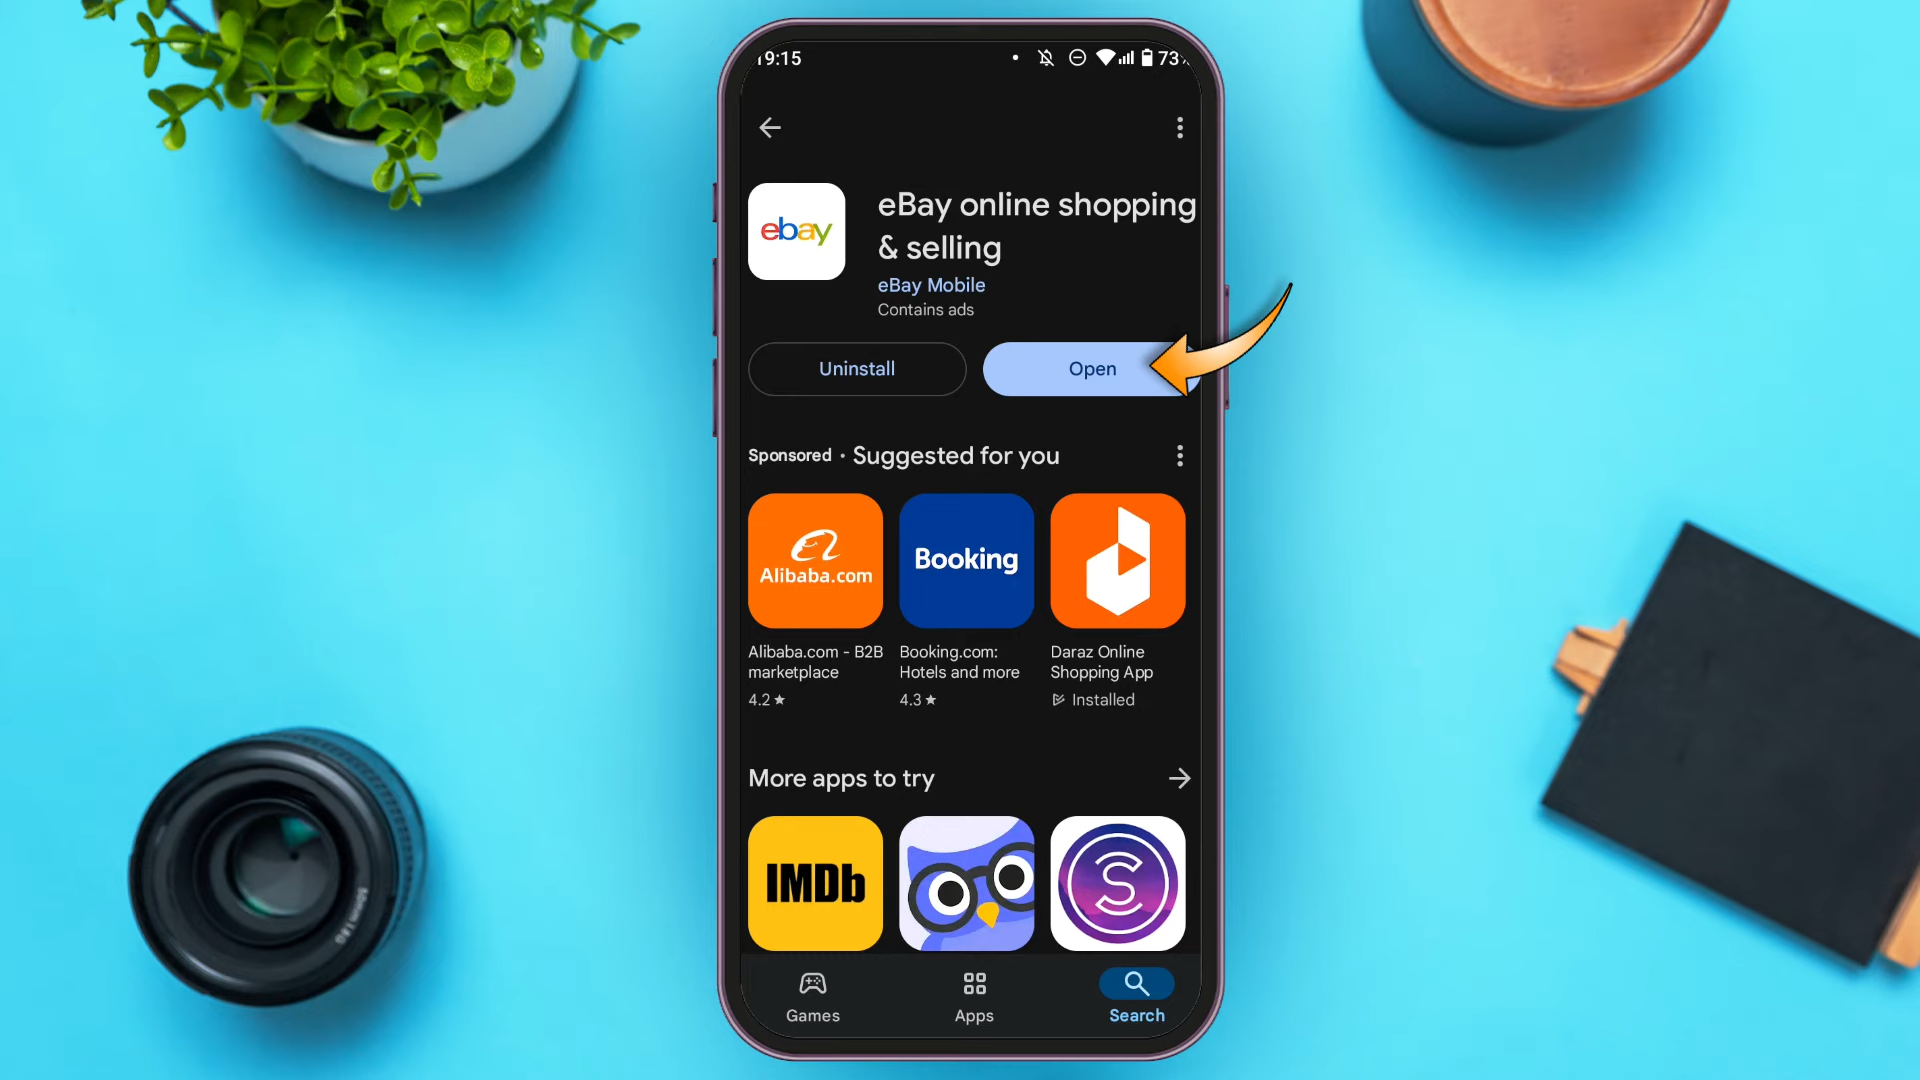 19:15
73
ebay
eBay online shopping
& selling
eBay Mobile
Contains ads
Uninstall
Open
Sponsored · Suggested for you
Alibaba.com
Booking
Alibaba.com - B2B
marketplace
4.2 ★
Booking.com:
Hotels and more
4.3 ★
Daraz Online
Shopping App
Installed
More apps to try
IMDb
S
Games
Apps
Search